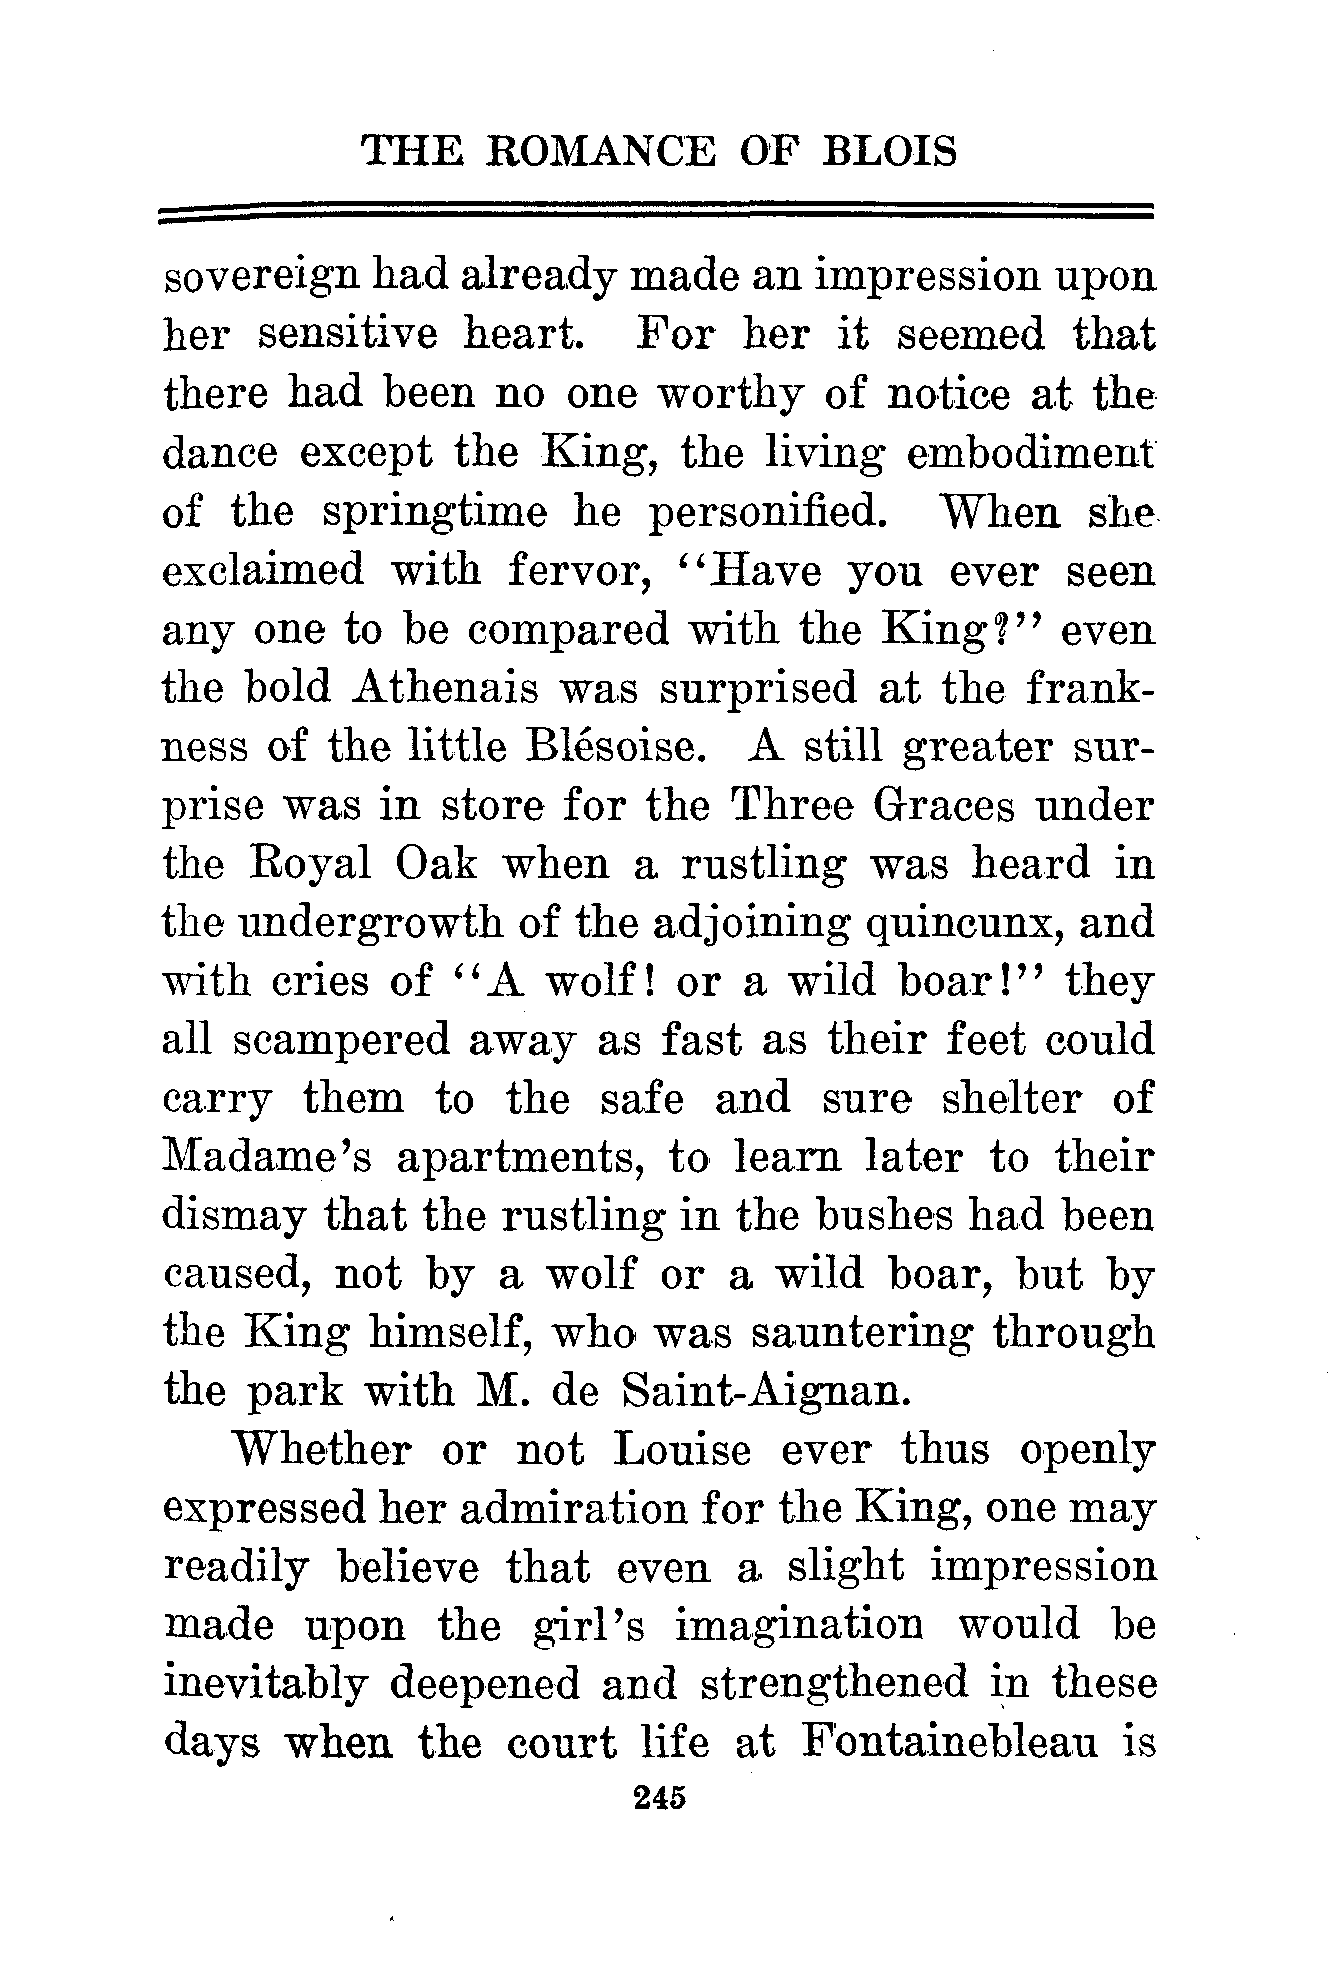 THE ROMANCE OF BLOIS
sovereign had already made an impression upon
her sensitive heart. For her it seemed that
there had been no one worthy of notice at the
dance except the King, the living embodiment
of the springtime he personified. When she
exclaimed with fervor, "Have you ever seen
any one to be compared with the King?" even
the bold Athenais was surprised at the frank-
ness of the little Blésoise. A still greater sur-
prise was in store for the Three Graces under
the Royal Oak when a rustling was heard in
the undergrowth of the adjoining quincunx, and
with cries of "A wolf! or a wild boar!" they
all scampered away as fast as their feet could
carry them to the safe and sure shelter of
Madame's apartments, to learn later to their
dismay that the rustling in the bushes had been
caused, not by a wolf or a wild boar, but by
the King himself, who was sauntering through
the park with M. de Saint-Aignan.
Whether or not Louise ever thus openly
expressed her admiration for the King, one may
readily believe that even a slight impression
made upon the girl's imagination would be
inevitably deepened and strengthened in these
days when the court life at Fontainebleau is
245